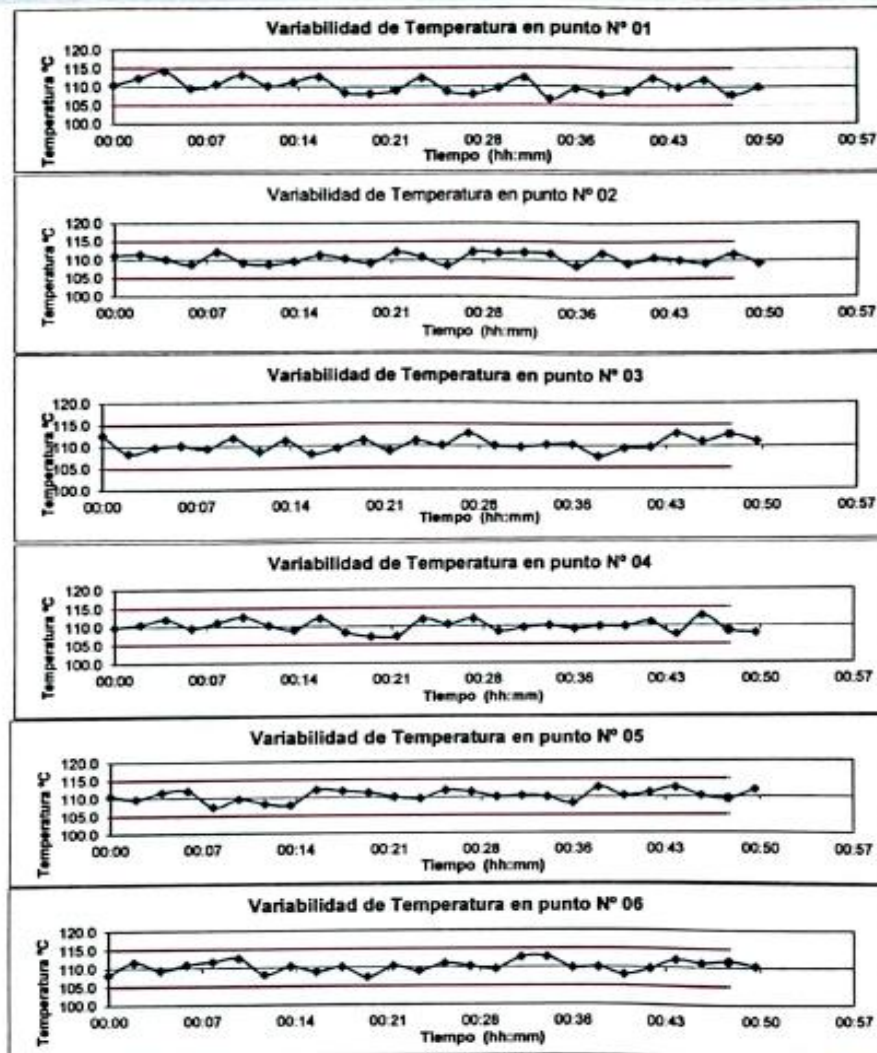 Variabilidad de Temperatura en punto Nº 01
Temperatura ºC
120.0
115.0
110.0
105.0
100.0
00:00 00:07 00:14 00:21 00:28 00:36 00:43 00:50 00:57
Tiempo (hh:mm)
Variabilidad de Temperatura en punto Nº 02
Temperatura ºC
120.0
115.0
110.0
105.0
100.0
00:00 00:07 00:14 00:21 00:28 00:36 00:43 00:50 00:57
Tiempo (hh:mm)
Variabilidad de Temperatura en punto Nº 03
Temperatura ºC
120.0
115.0
110.0
105.0
100.0
00:00 00:07 00:14 00:21 00:28 00:36 00:43 00:50 00:57
Tiempo (hh:mm)
Variabilidad de Temperatura en punto Nº 04
Temperatura ºC
120.0
115.0
110.0
105.0
100.0
00:00 00:07 00:14 00:21 00:28 00:36 00:43 00:50 00:57
Tiempo (hh:mm)
Variabilidad de Temperatura en punto Nº 05
Temperatura ºC
120.0
115.0
110.0
105.0
100.0
00:00 00:07 00:14 00:21 00:28 00:36 00:43 00:50 00:57
Tiempo (hh:mm)
Variabilidad de Temperatura en punto Nº 06
Temperatura ºC
120.0
115.0
110.0
105.0
100.0
00:00 00:07 00:14 00:21 00:28 00:36 00:43 00:50 00:57
Tiempo (hh:mm)